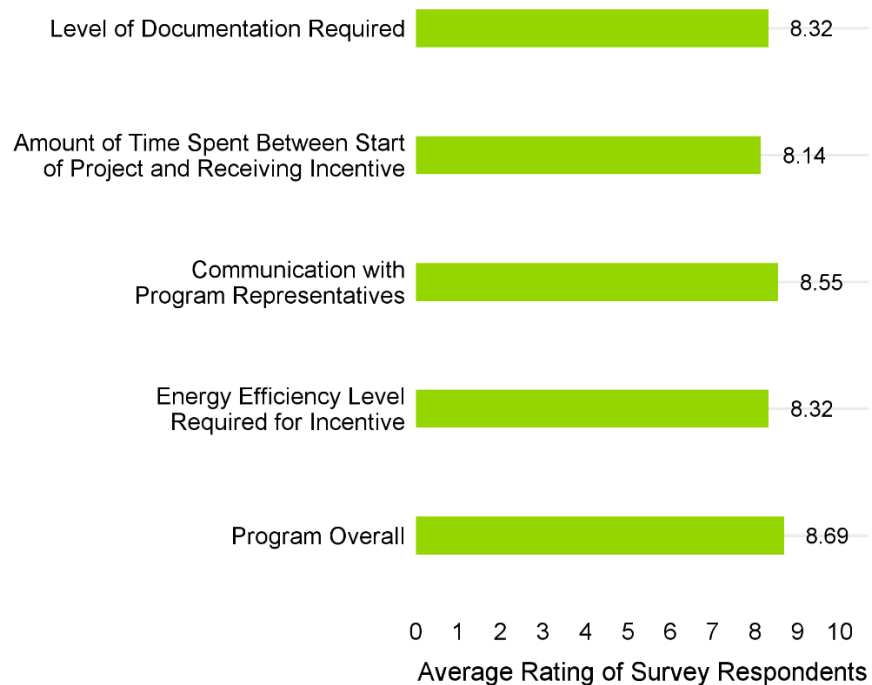 Level of Documentation Required
8.32
Amount of Time Spent Between Start
of Project and Receiving Incentive
8.14
Communication with
Program Representatives
8.55
Energy Efficiency Level
Required for Incentive
8.32
Program Overall
8.69
0 1 2 3 4 5 6 7 8 9 10
Average Rating of Survey Respondents